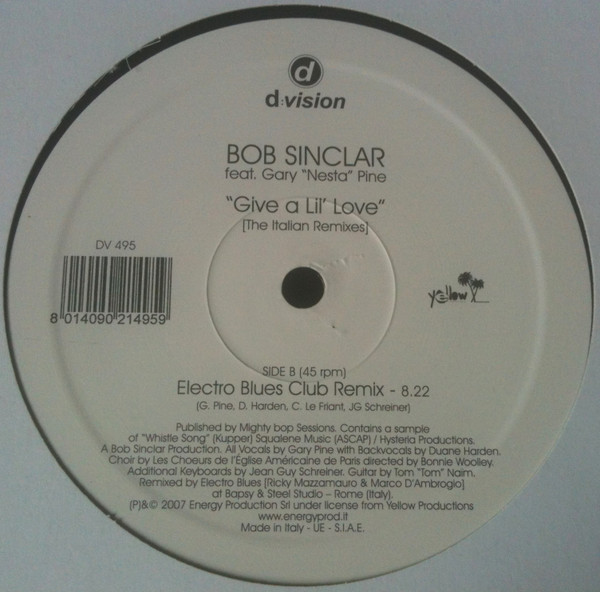 d
d:vision
BOB SINCLAR
feat. Gary "Nesta" Pine
"Give a Lil' Love"
[The Italian Remixes]
DV 495
8 014090 214959
yellow
SIDE B (45 rpm)
Electro Blues Club Remix - 8.22
(G. Pine, D. Harden, C. Le Friant, JG Schreiner)
Published by Mighty bop Sessions. Contains a sample
of "Whistle Song" (Kupper) Squalene Music (ASCAP) / Hysteria Productions.
A Bob Sinclar Production. All Vocals by Gary Pine with Backvocals by Duane Harden.
Choir by Les Choeurs de l'Église Américaine de Paris directed by Bonnie Woolley.
Additional Keyboards by Jean Guy Schreiner. Guitar by Tom "Tom" Naim.
Remixed by Electro Blues [Ricky Mazzamauro & Marco D'Ambrogio]
at Bapsy & Steel Studio – Rome (Italy).
(P)&© 2007 Energy Production Srl under license from Yellow Productions
www.energyprod.it
Made in Italy - UE - S.I.A.E.